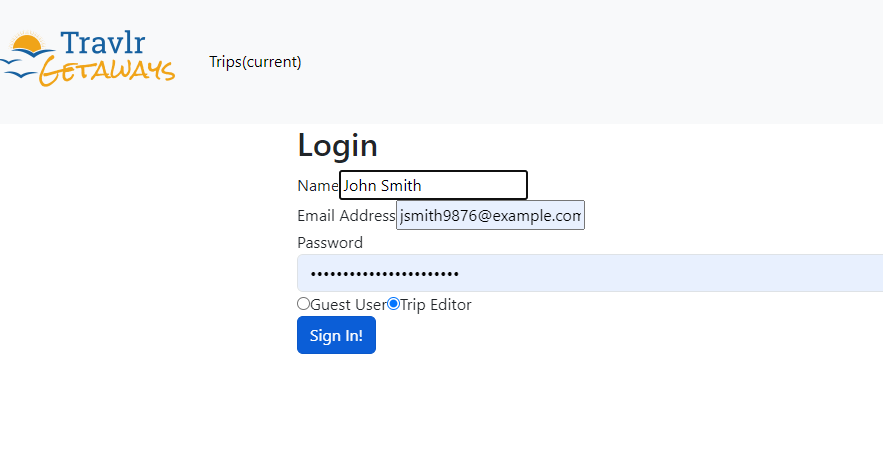 Travlr
GETAWAYS
Trips(current)
Login
Name John Smith
Email Address jsmith9876@example.com
Password
•••••••••••••••••••••••
Guest User Trip Editor
Sign In!